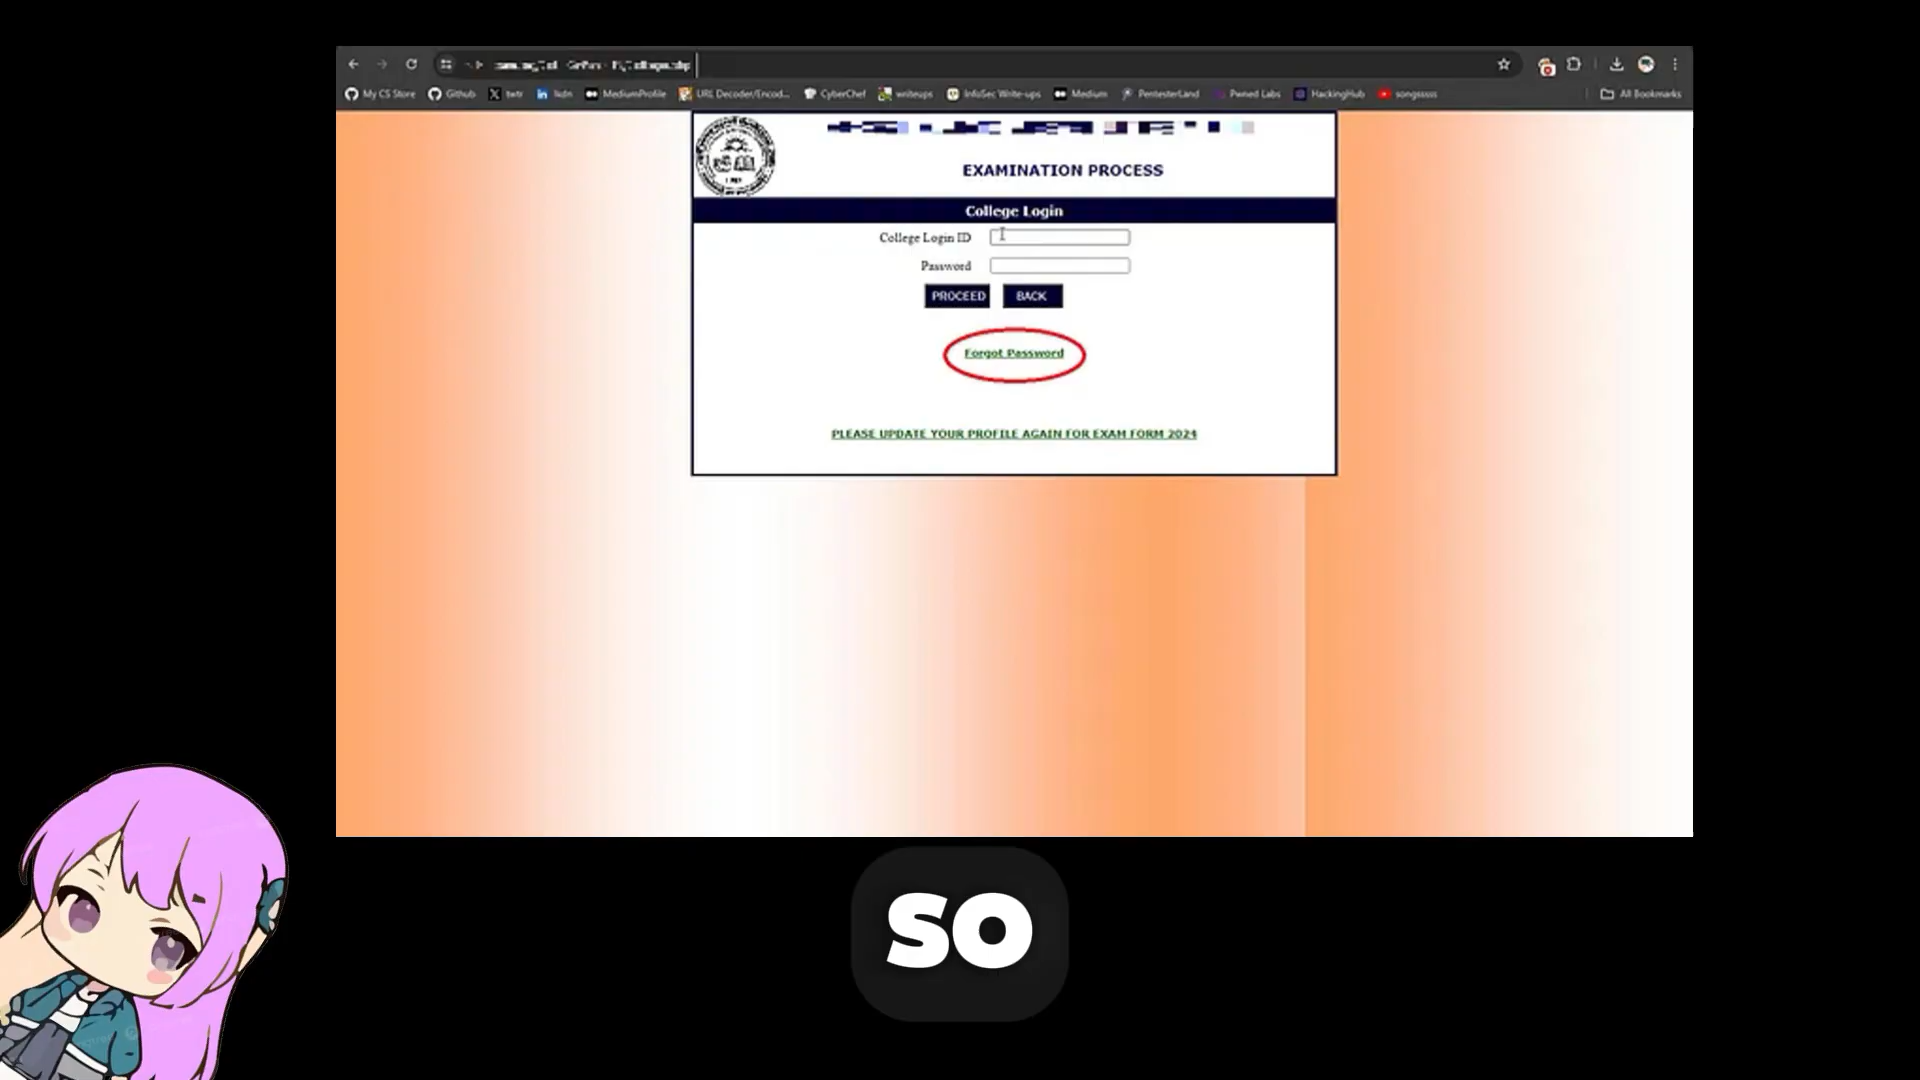 My CS Store Github twtr lkdn MediumProfile URL Decoder/Encod... CyberChef writeups InfoSec Write-ups Medium PentesterLand Pwned Labs HackingHub songsssss All Bookmarks
EXAMINATION PROCESS
College Login
College Login ID
Password
PROCEED BACK
Forgot Password
PLEASE UPDATE YOUR PROFILE AGAIN FOR EXAM FORM 2024
SO